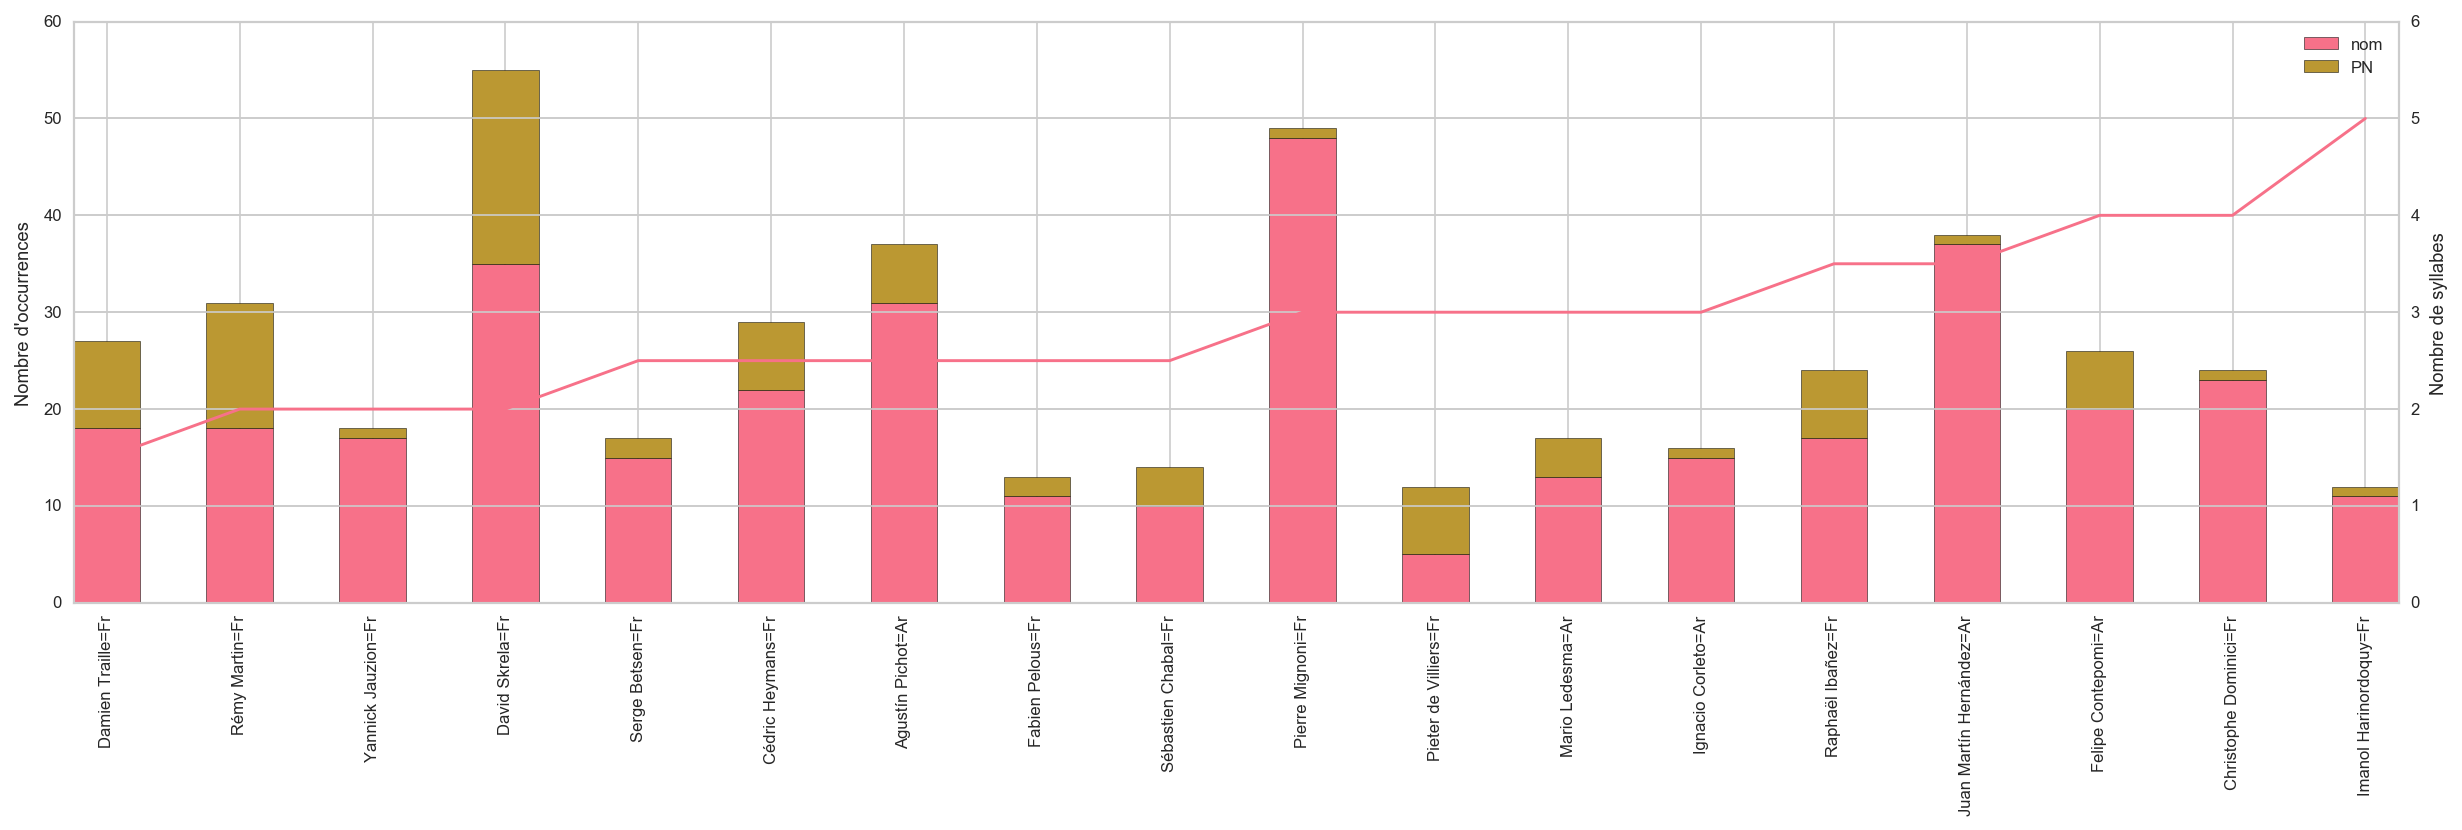 Nombre d'occurrences
60
50
40
30
20
10
0
nom
PN
6
5
4
3
2
1
0
Nombre de syllabes
Damien Traille=Fr
Rémy Martin=Fr
Yannick Jauzion=Fr
David Skrela=Fr
Serge Betsen=Fr
Cédric Heymans=Fr
Agustín Pichot=Ar
Fabien Pelous=Fr
Sébastien Chabal=Fr
Pierre Mignoni=Fr
Pieter de Villiers=Fr
Mario Ledesma=Ar
Ignacio Corleto=Ar
Raphaël Ibañez=Fr
Juan Martín Hernández=Ar
Felipe Contepomi=Ar
Christophe Dominici=Fr
Imanol Harinordoquy=Fr